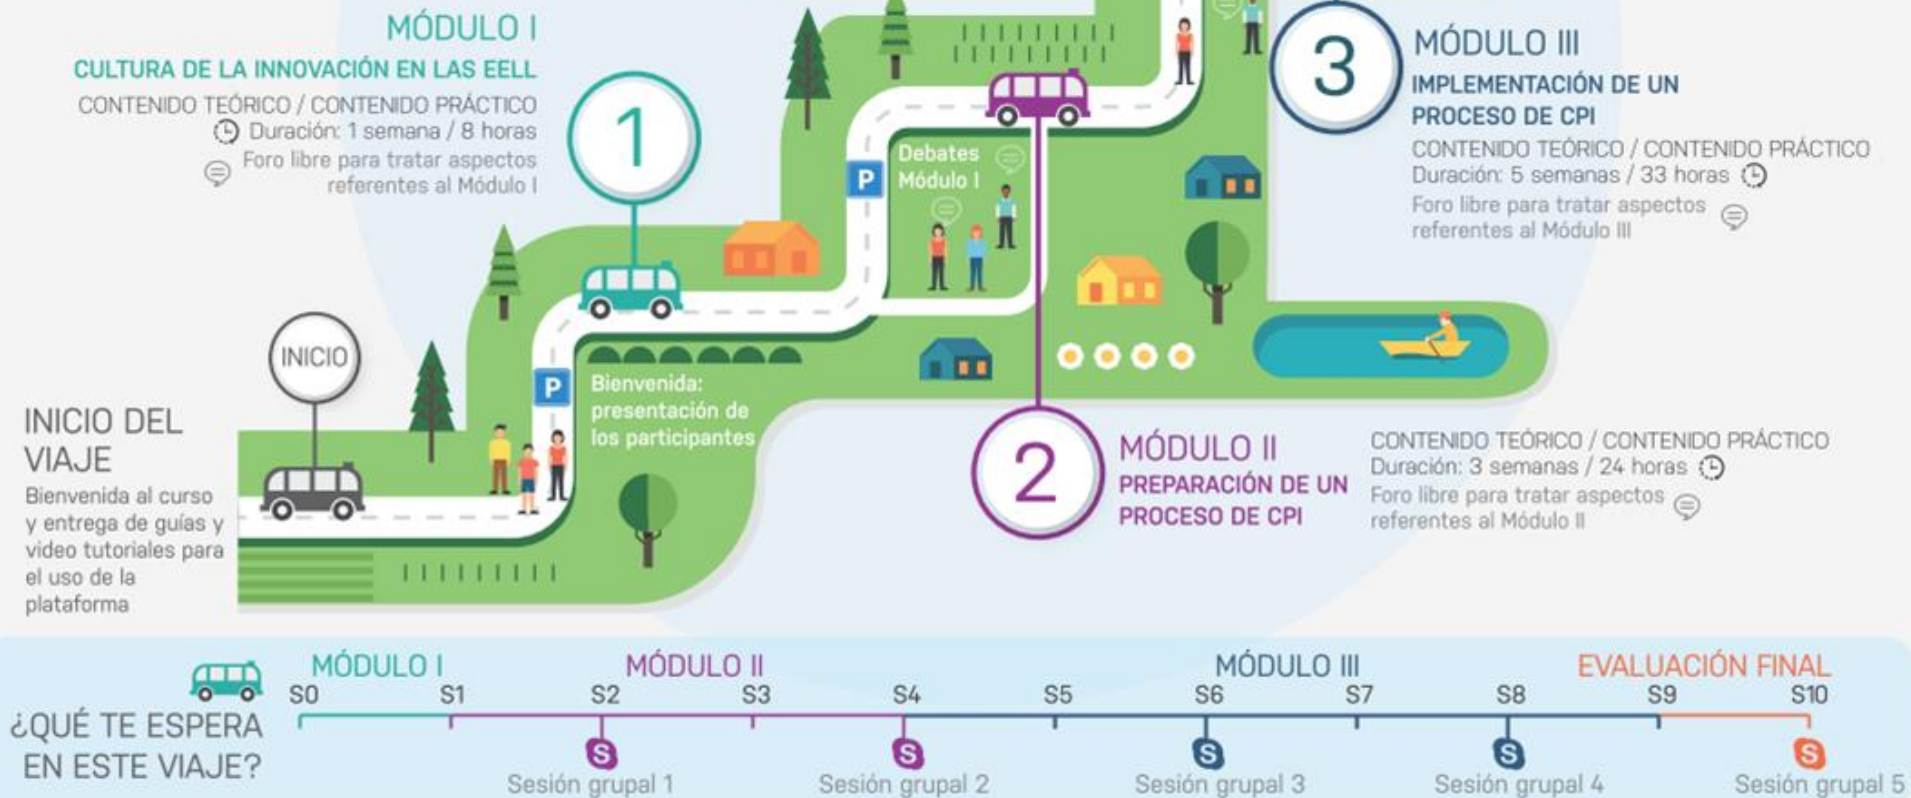 MÓDULO I
CULTURA DE LA INNOVACIÓN EN LAS EELL
CONTENIDO TEÓRICO / CONTENIDO PRÁCTICO
Duración: 1 semana / 8 horas
Foro libre para tratar aspectos
referentes al Módulo I
1
3
MÓDULO III
IMPLEMENTACIÓN DE UN
PROCESO DE CPI
CONTENIDO TEÓRICO / CONTENIDO PRÁCTICO
Duración: 5 semanas / 33 horas
Foro libre para tratar aspectos
referentes al Módulo III
P
Debates
Módulo I
INICIO
P
Bienvenida:
presentación de
los participantes
INICIO DEL
VIAJE
Bienvenida al curso
y entrega de guías y
video tutoriales para
el uso de la
plataforma
2
MÓDULO II
PREPARACIÓN DE UN
PROCESO DE CPI
CONTENIDO TEÓRICO / CONTENIDO PRÁCTICO
Duración: 3 semanas / 24 horas
Foro libre para tratar aspectos
referentes al Módulo II
¿QUÉ TE ESPERA
EN ESTE VIAJE?
MÓDULO I MÓDULO II MÓDULO III EVALUACIÓN FINAL
S0 S1 S2 S3 S4 S5 S6 S7 S8 S9 S10
S S S S S
Sesión grupal 1 Sesión grupal 2 Sesión grupal 3 Sesión grupal 4 Sesión grupal 5